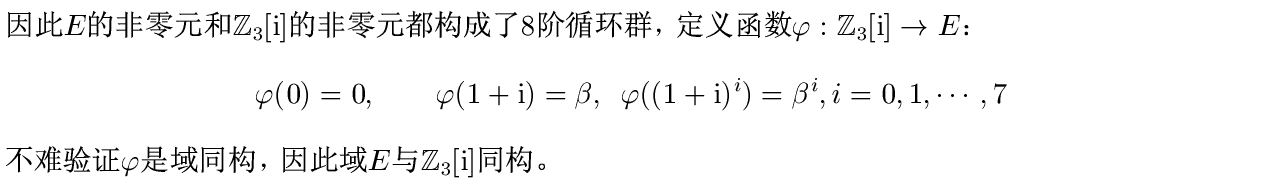 因此E的非零元和ℤ₃[i]的非零元都构成了8阶循环群，定义函数φ : ℤ₃[i] → E：
φ(0) = 0, φ(1 + i) = β, φ((1 + i)ⁱ) = βⁱ, i = 0, 1, ⋯ , 7
不难验证φ是域同构，因此域E与ℤ₃[i]同构。